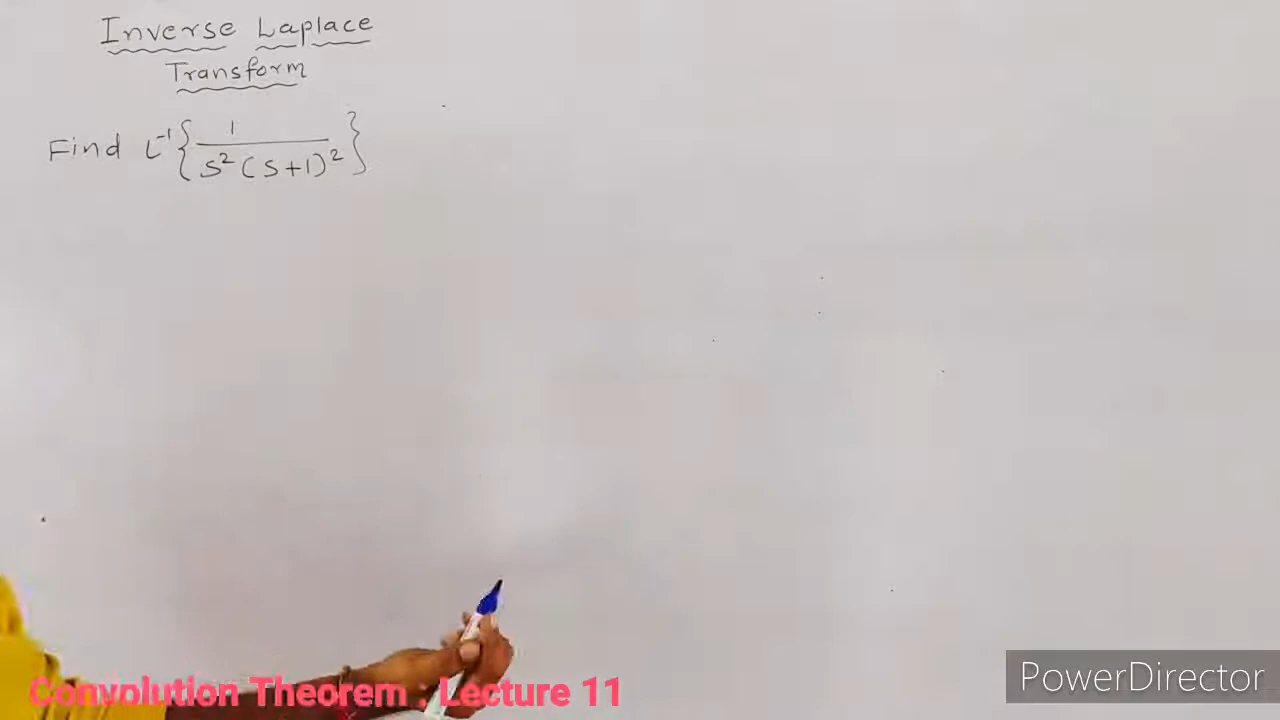 Inverse Laplace
Transform
Find L⁻¹{ 1 / S²(S+1)² }
Convolution Theorem . Lecture 11
PowerDirector